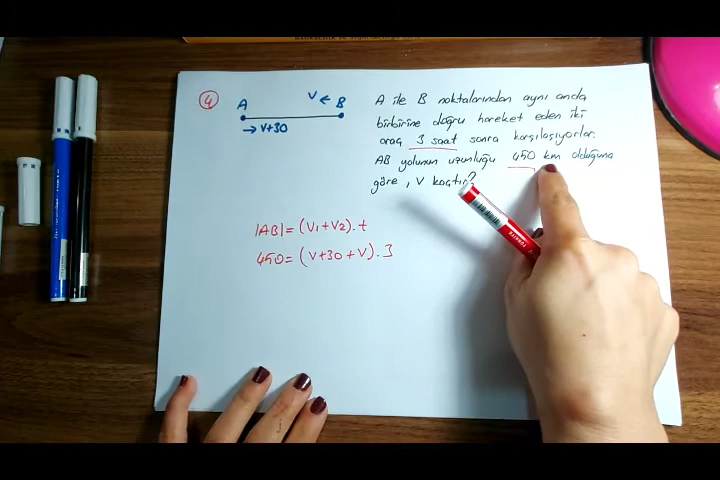 4
A
V ←
B
→ V+30
A ile B noktalarından aynı anda
birbirine doğru hareket eden iki
araç 3 saat sonra karşılaşıyorlar.
AB yolunun uzunluğu 450 km olduğuna
göre, V kaçtır?
|AB| = (V1+V2).t
450 = (V+30+V).3